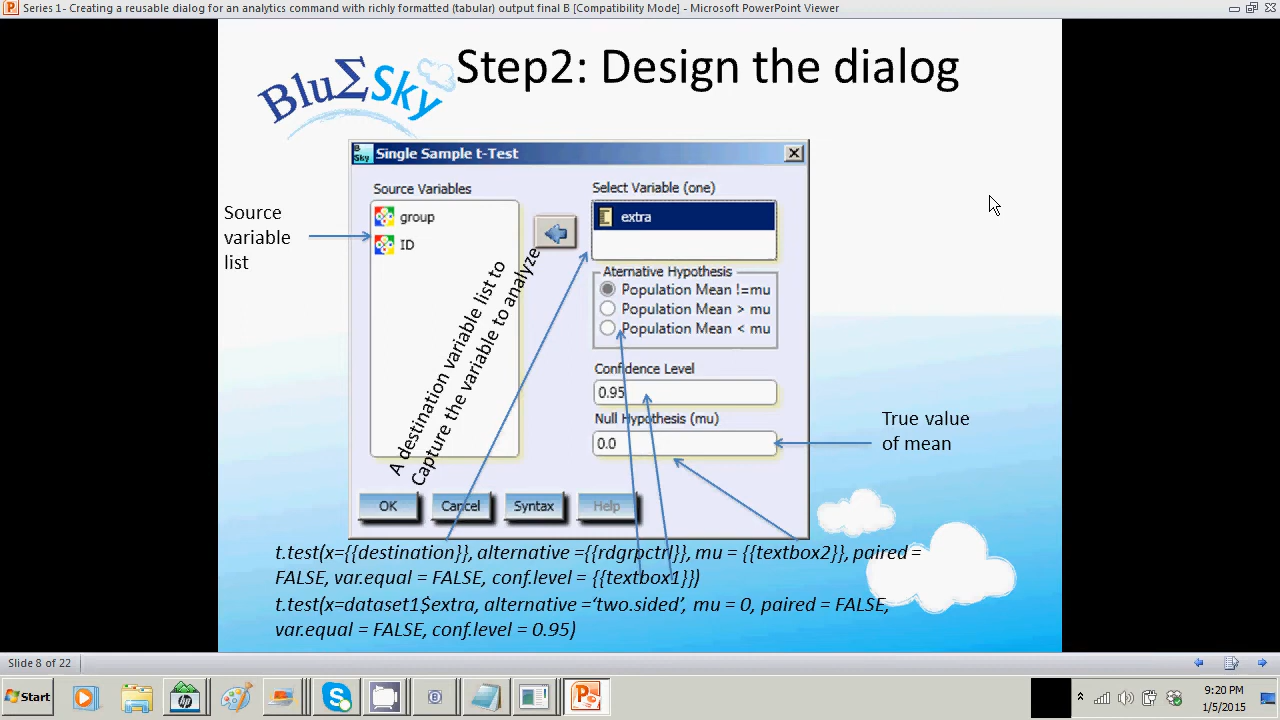 Series 1- Creating a reusable dialog for an analytics command with richly formatted (tabular) output final B [Compatibility Mode] - Microsoft PowerPoint Viewer
BluΣSky
Step2: Design the dialog
B
Sky
Single Sample t-Test
Source Variables
group
ID
Select Variable (one)
extra
Aternative Hypothesis
Population Mean !=mu
Population Mean > mu
Population Mean < mu
Confidence Level
0.95
Null Hypothesis (mu)
0.0
OK
Cancel
Syntax
Help
Source
variable
list
A destination variable list to
Capture the variable to analyze
True value
of mean
t.test(x={{destination}}, alternative ={{rdgrpctrl}}, mu = {{textbox2}}, paired =
FALSE, var.equal = FALSE, conf.level = {{textbox1}})
t.test(x=dataset1$extra, alternative =‘two.sided’, mu = 0, paired = FALSE,
var.equal = FALSE, conf.level = 0.95)
Slide 8 of 22
Start
9:20 PM
1/5/2015